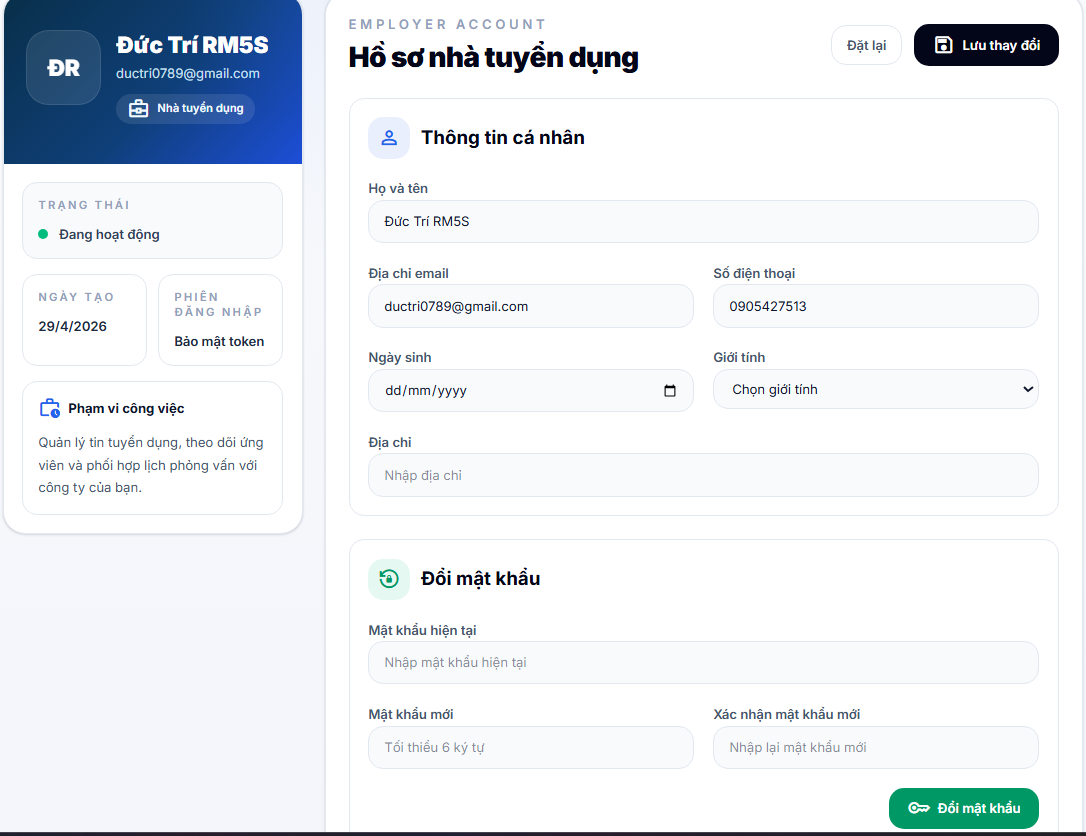 ĐR
Đức Trí RM5S
ductri0789@gmail.com
Nhà tuyển dụng
TRẠNG THÁI
Đang hoạt động
NGÀY TẠO
29/4/2026
PHIÊN
ĐĂNG NHẬP
Bảo mật token
Phạm vi công việc
Quản lý tin tuyển dụng, theo dõi ứng
viên và phối hợp lịch phỏng vấn với
công ty của bạn.
EMPLOYER ACCOUNT
Hồ sơ nhà tuyển dụng
Đặt lại
Lưu thay đổi
Thông tin cá nhân
Họ và tên
Đức Trí RM5S
Địa chỉ email
Số điện thoại
ductri0789@gmail.com
0905427513
Ngày sinh
Giới tính
dd/mm/yyyy
Chọn giới tính
Địa chỉ
Nhập địa chỉ
Đổi mật khẩu
Mật khẩu hiện tại
Nhập mật khẩu hiện tại
Mật khẩu mới
Xác nhận mật khẩu mới
Tối thiểu 6 ký tự
Nhập lại mật khẩu mới
Đổi mật khẩu